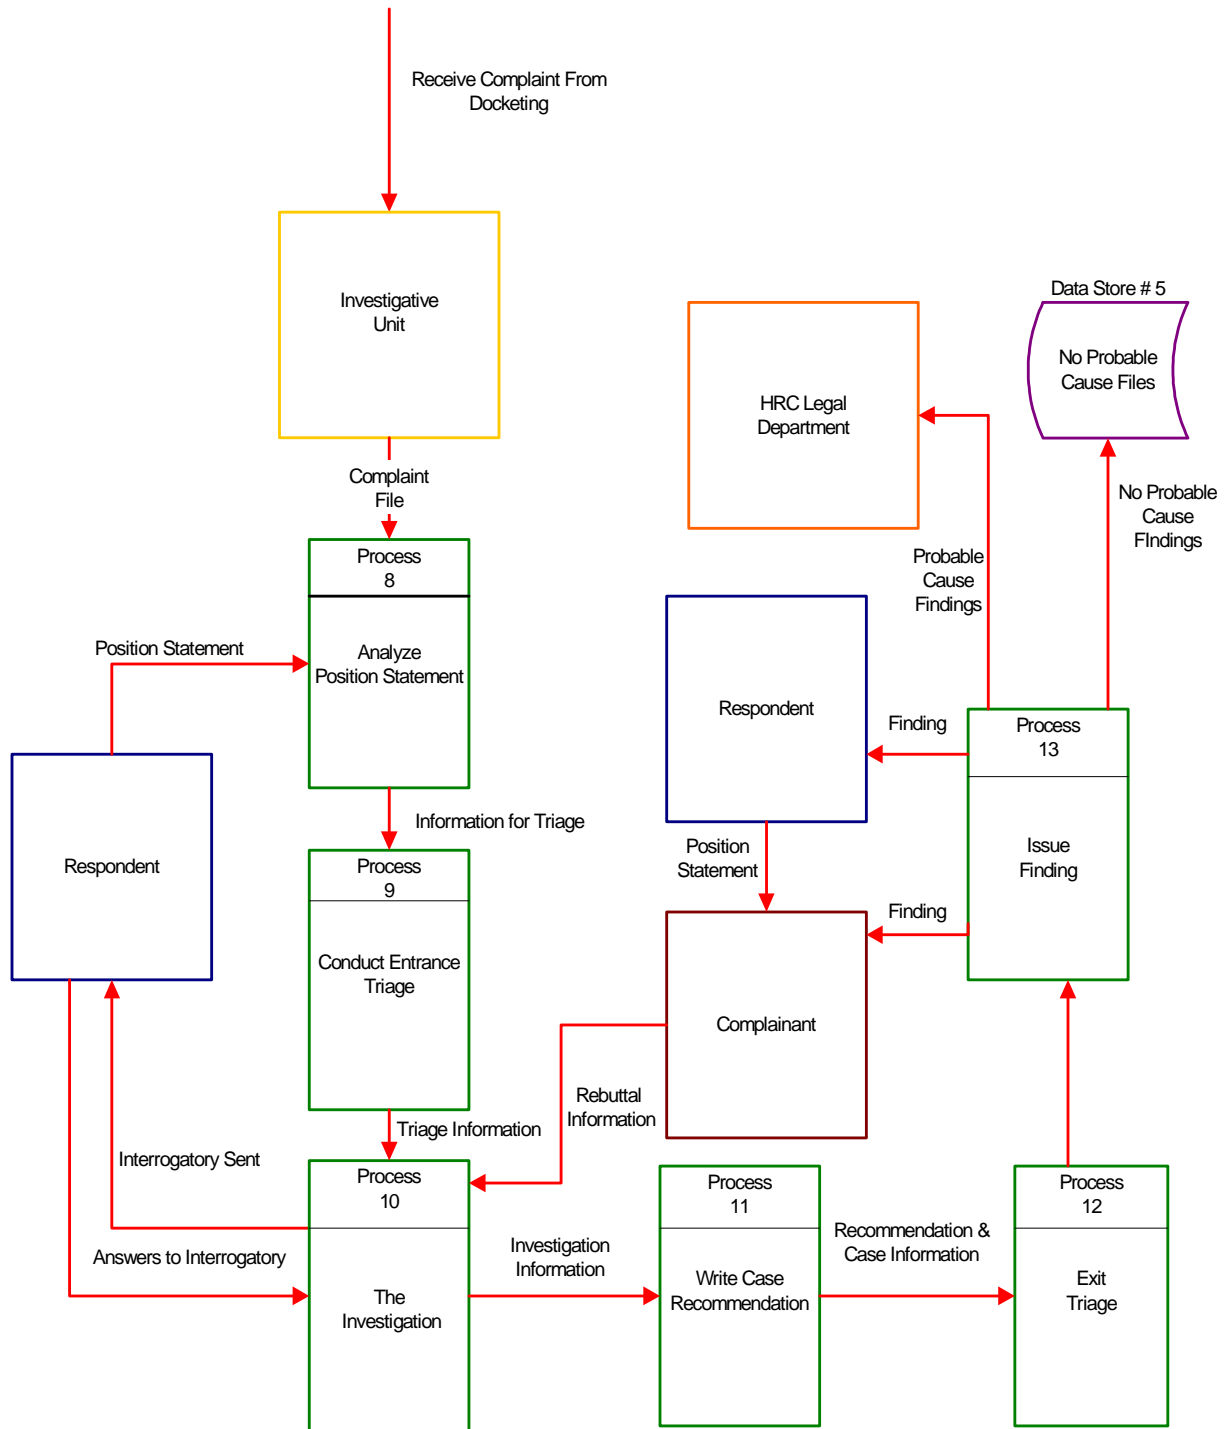 Receive Complaint From
Docketing
Investigative
Unit
Data Store # 5
No Probable
Cause Files
HRC Legal
Department
Complaint
File
No Probable
Cause
FIndings
Probable
Cause
Findings
Process
8
Analyze
Position Statement
Position Statement
Respondent
Finding
Process
13
Issue
Finding
Information for Triage
Position
Statement
Respondent
Process
9
Conduct Entrance
Triage
Finding
Complainant
Rebuttal
Information
Triage Information
Interrogatory Sent
Process
10
The
Investigation
Answers to Interrogatory
Investigation
Information
Process
11
Write Case
Recommendation
Recommendation &
Case Information
Process
12
Exit
Triage